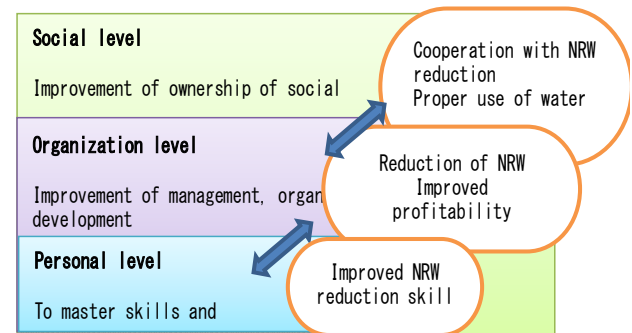 Social level
Improvement of ownership of social
Cooperation with NRW
reduction
Proper use of water
Organization level
Improvement of management, organ
development
Reduction of NRW
Improved
profitability
Personal level
To master skills and
Improved NRW
reduction skill